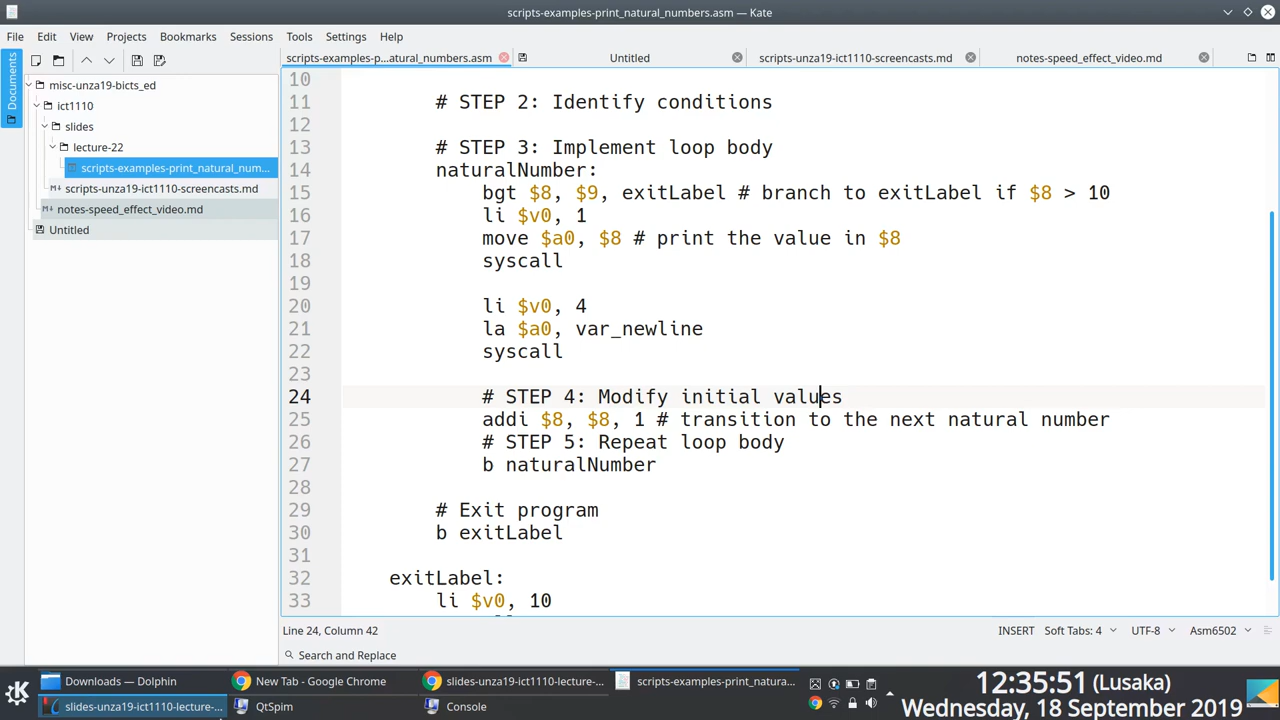 scripts-examples-print_natural_numbers.asm — Kate
File Edit View Projects Bookmarks Sessions Tools Settings Help
Documents
scripts-examples-p...atural_numbers.asm
Untitled
scripts-unza19-ict1110-screencasts.md
notes-speed_effect_video.md
misc-unza19-bicts_ed
ict1110
slides
lecture-22
scripts-examples-print_natural_num...
scripts-unza19-ict1110-screencasts.md
notes-speed_effect_video.md
Untitled
10
11 # STEP 2: Identify conditions
12
13 # STEP 3: Implement loop body
14 naturalNumber:
15 bgt $8, $9, exitLabel # branch to exitLabel if $8 > 10
16 li $v0, 1
17 move $a0, $8 # print the value in $8
18 syscall
19
20 li $v0, 4
21 la $a0, var_newline
22 syscall
23
24 # STEP 4: Modify initial values
25 addi $8, $8, 1 # transition to the next natural number
26 # STEP 5: Repeat loop body
27 b naturalNumber
28
29 # Exit program
30 b exitLabel
31
32 exitLabel:
33 li $v0, 10
Line 24, Column 42 INSERT Soft Tabs: 4 UTF-8 Asm6502
Search and Replace
Downloads — Dolphin
New Tab - Google Chrome
slides-unza19-ict1110-lecture-...
scripts-examples-print_natura...
slides-unza19-ict1110-lecture-...
QtSpim
Console
12:35:51 (Lusaka)
Wednesday, 18 September 2019